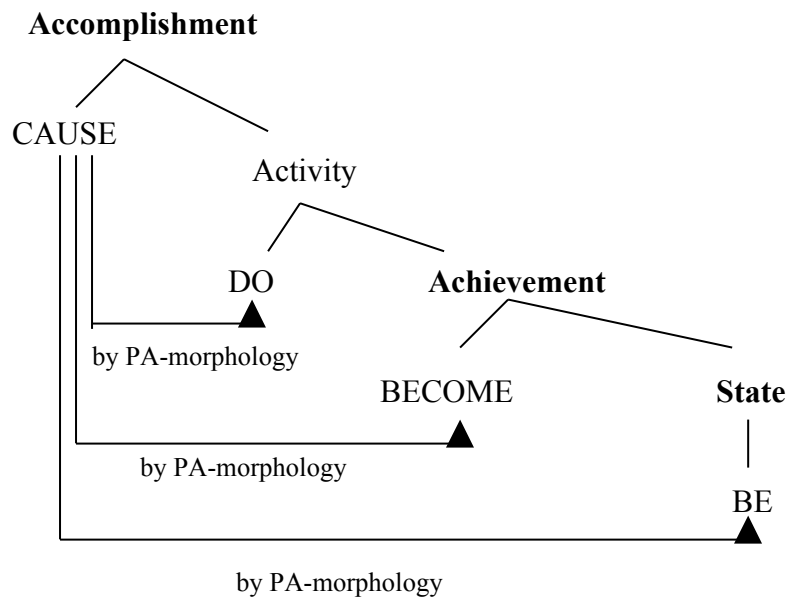 Accomplishment
CAUSE
Activity
DO
Achievement
by PA-morphology
BECOME
State
by PA-morphology
BE
by PA-morphology